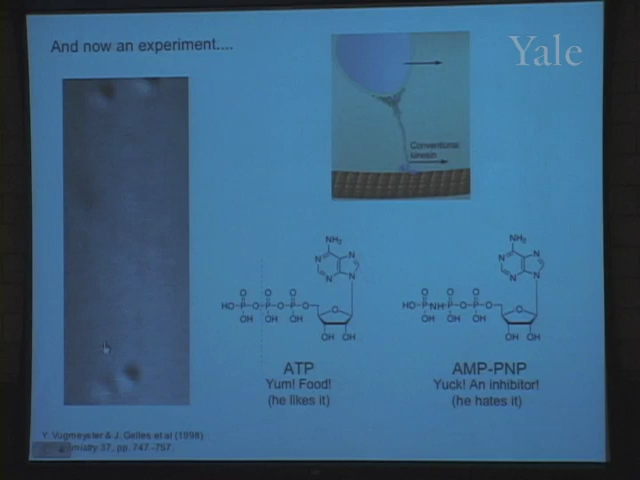 And now an experiment....
Yale
Conventional
kinesin
NH2
N
N
N
N
O
O
O
HO-P-O-P-O-P-O
OH
OH
OH
O
OH
OH
NH2
N
N
N
N
O
O
O
HO-P-NH-P-O-P-O
OH
OH
OH
O
OH
OH
ATP
Yum! Food!
(he likes it)
AMP-PNP
Yuck! An inhibitor!
(he hates it)
Y. Vugmeyster & J. Gelles et al (1998)
mistry 37, pp. 747-757.